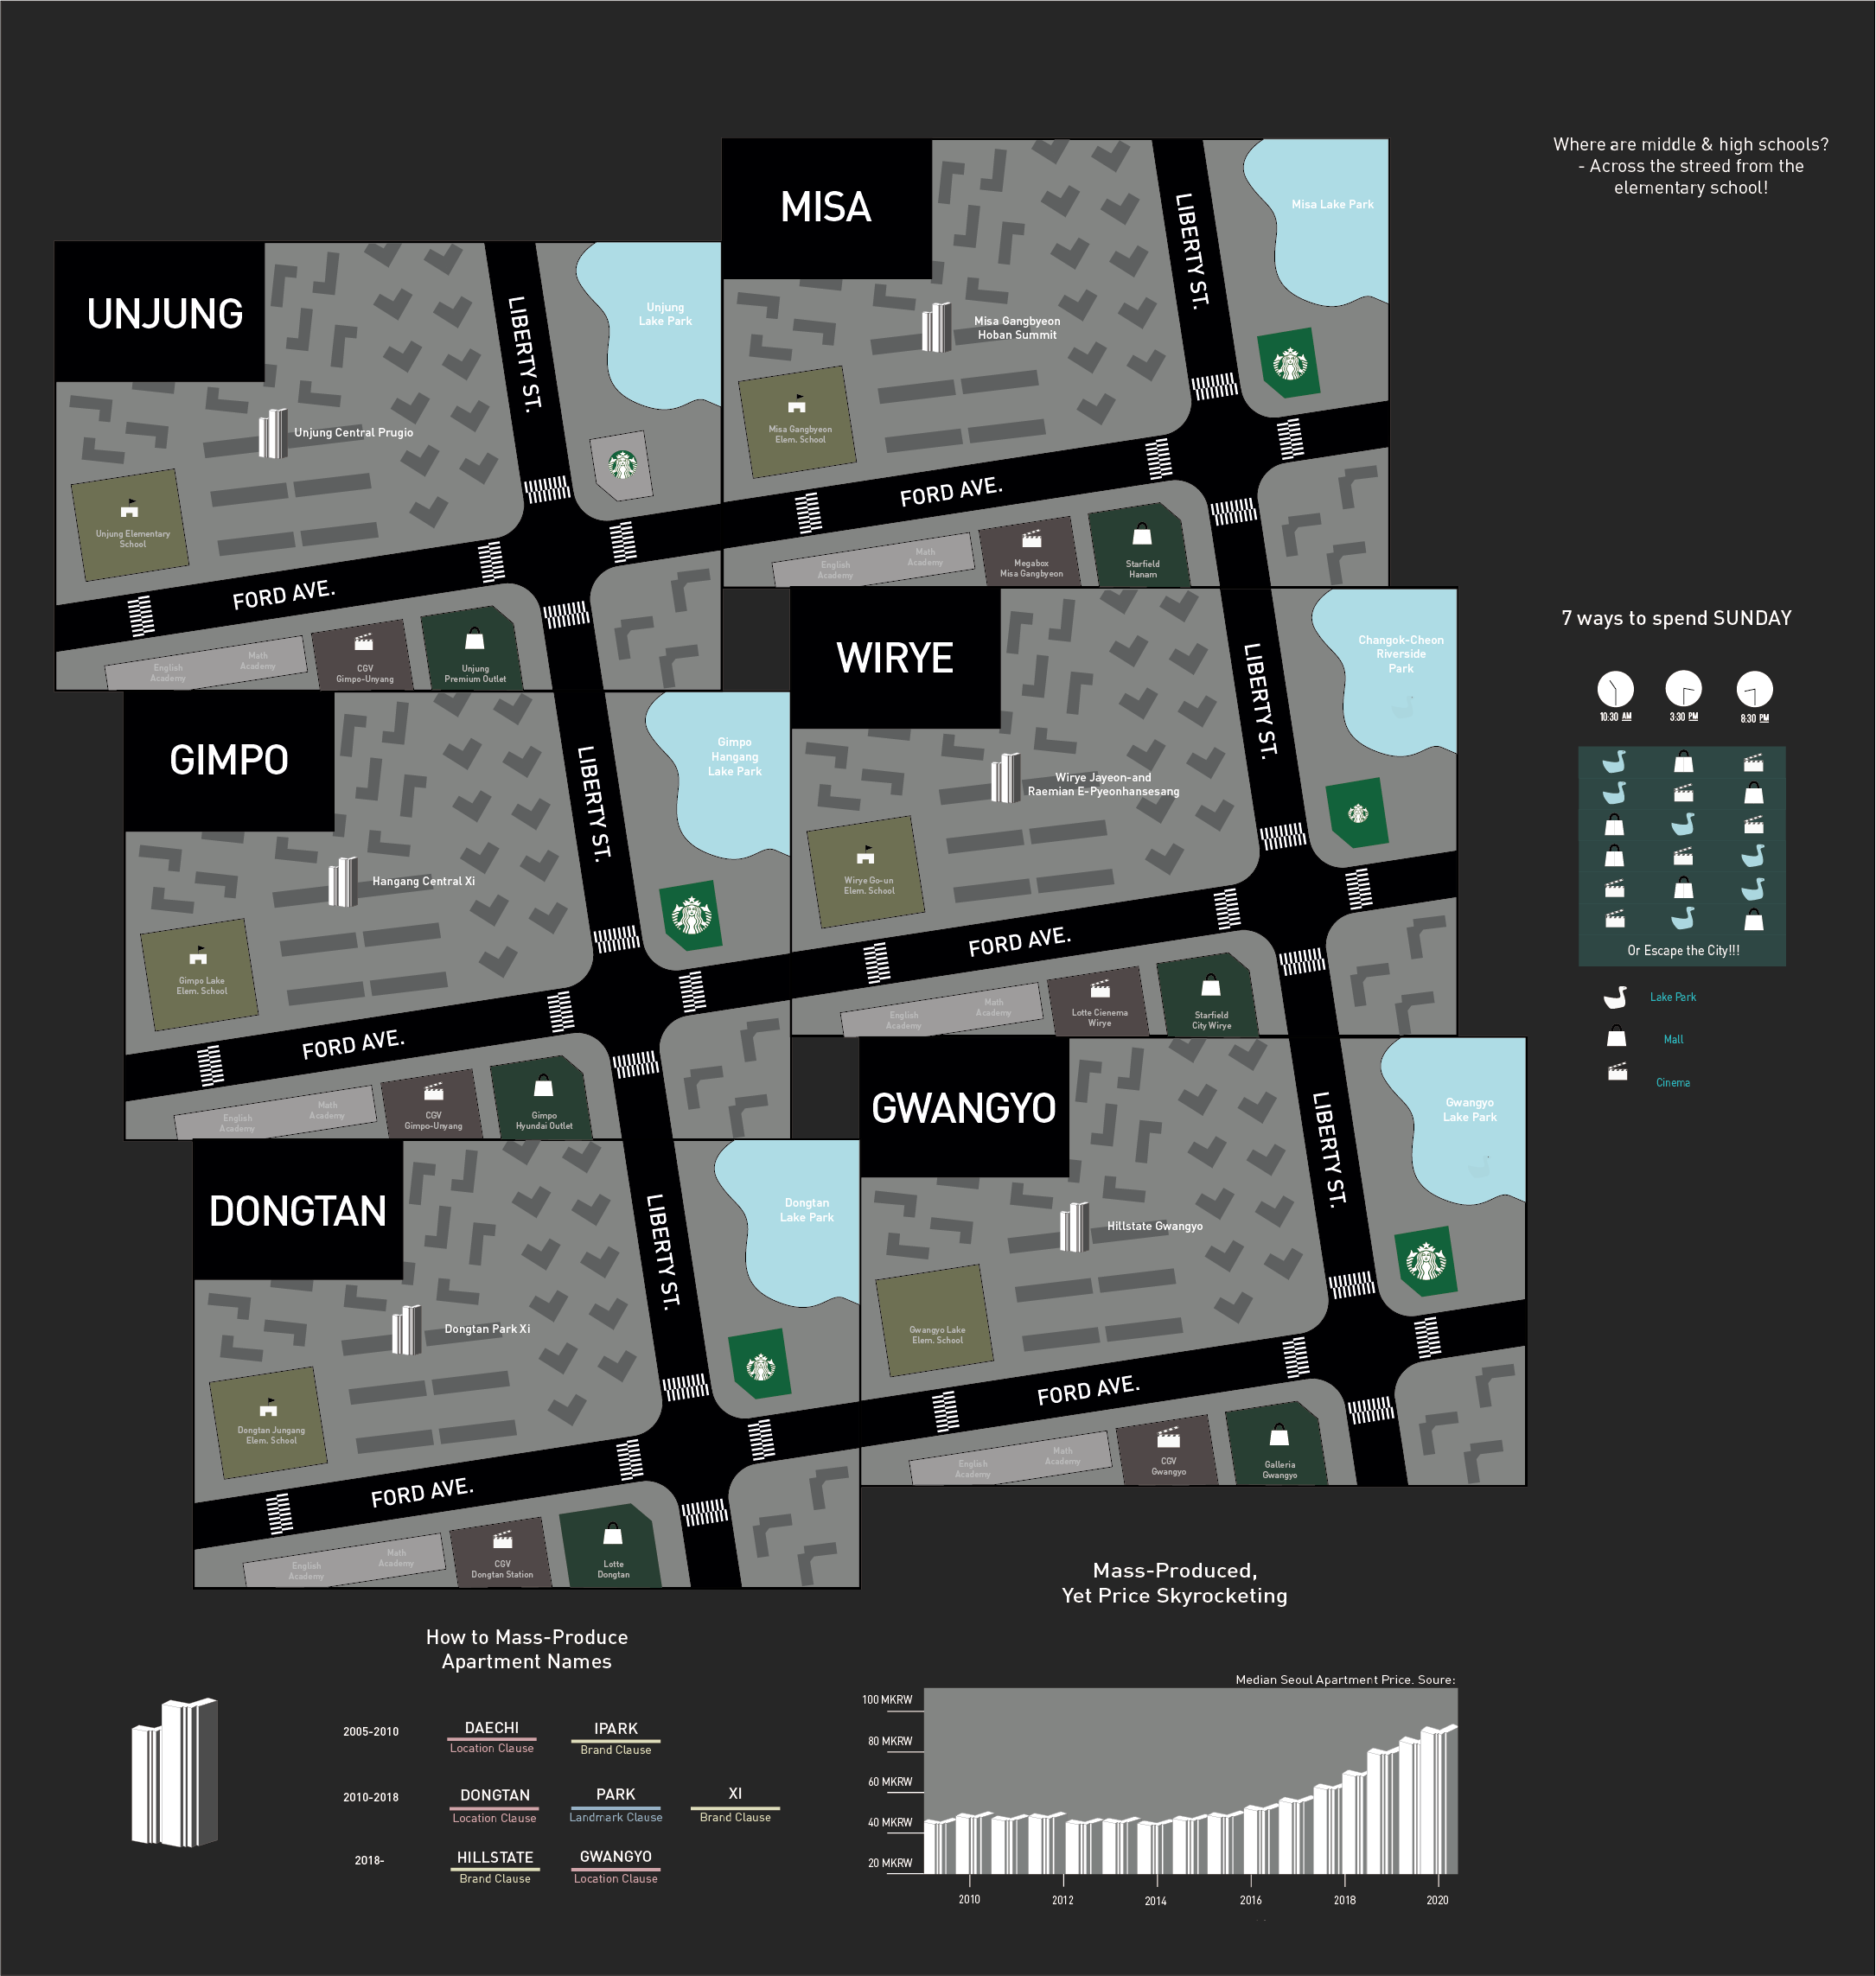 Where are middle & high schools?
- Across the streed from the
elementary school!
MISA
LIBERTY ST.
Misa Lake Park
Misa Gangbyeon
Hoban Summit
Misa Gangbyeon
Elem. School
FORD AVE.
English
Academy
Math
Academy
Megabox
Misa Gangbyeon
Starfield
Hanam
UNJUNG
LIBERTY ST.
Unjung
Lake Park
Unjung Central Prugio
Unjung Elementary
School
FORD AVE.
English
Academy
Math
Academy
CGV
Gimpo-Unyang
Unjung
Premium Outlet
WIRYE
LIBERTY ST.
Changok-Cheon
Riverside
Park
Wirye Jayeon-and
Raemian E-Pyeonhansesang
Wirye Go-un
Elem. School
FORD AVE.
English
Academy
Math
Academy
Lotte Cienema
Wirye
Starfield
City Wirye
GIMPO
LIBERTY ST.
Gimpo
Hangang
Lake Park
Hangang Central Xi
Gimpo Lake
Elem. School
FORD AVE.
English
Academy
Math
Academy
CGV
Gimpo-Unyang
Gimpo
Hyundai Outlet
GWANGYO
LIBERTY ST.
Gwangyo
Lake Park
Hillstate Gwangyo
Gwangyo Lake
Elem. School
FORD AVE.
English
Academy
Math
Academy
CGV
Gwangyo
Galleria
Gwangyo
DONGTAN
LIBERTY ST.
Dongtan
Lake Park
Dongtan Park Xi
Dongtan Jungang
Elem. School
FORD AVE.
English
Academy
Math
Academy
CGV
Dongtan Station
Lotte
Dongtan
7 ways to spend SUNDAY
10:30 AM 3:30 PM 8:30 PM
Or Escape the City!!!
Lake Park
Mall
Cinema
How to Mass-Produce
Apartment Names
2005-2010 DAECHI IPARK
Location Clause Brand Clause
2010-2018 DONGTAN PARK XI
Location Clause Landmark Clause Brand Clause
2018- HILLSTATE GWANGYO
Brand Clause Location Clause
Mass-Produced,
Yet Price Skyrocketing
Median Seoul Apartment Price. Soure:
100 MKRW
80 MKRW
60 MKRW
40 MKRW
20 MKRW
2010 2012 2014 2016 2018 2020